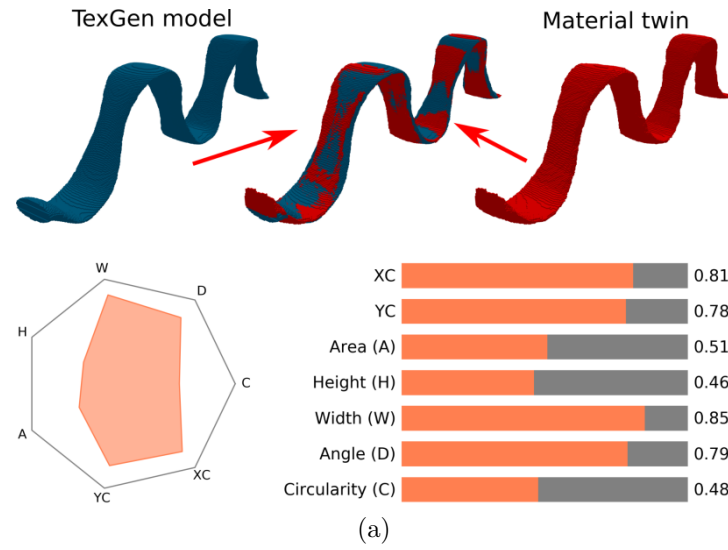 TexGen model
Material twin
W
D
H
C
A
XC
YC
XC 0.81
YC 0.78
Area (A) 0.51
Height (H) 0.46
Width (W) 0.85
Angle (D) 0.79
Circularity (C) 0.48
(a)